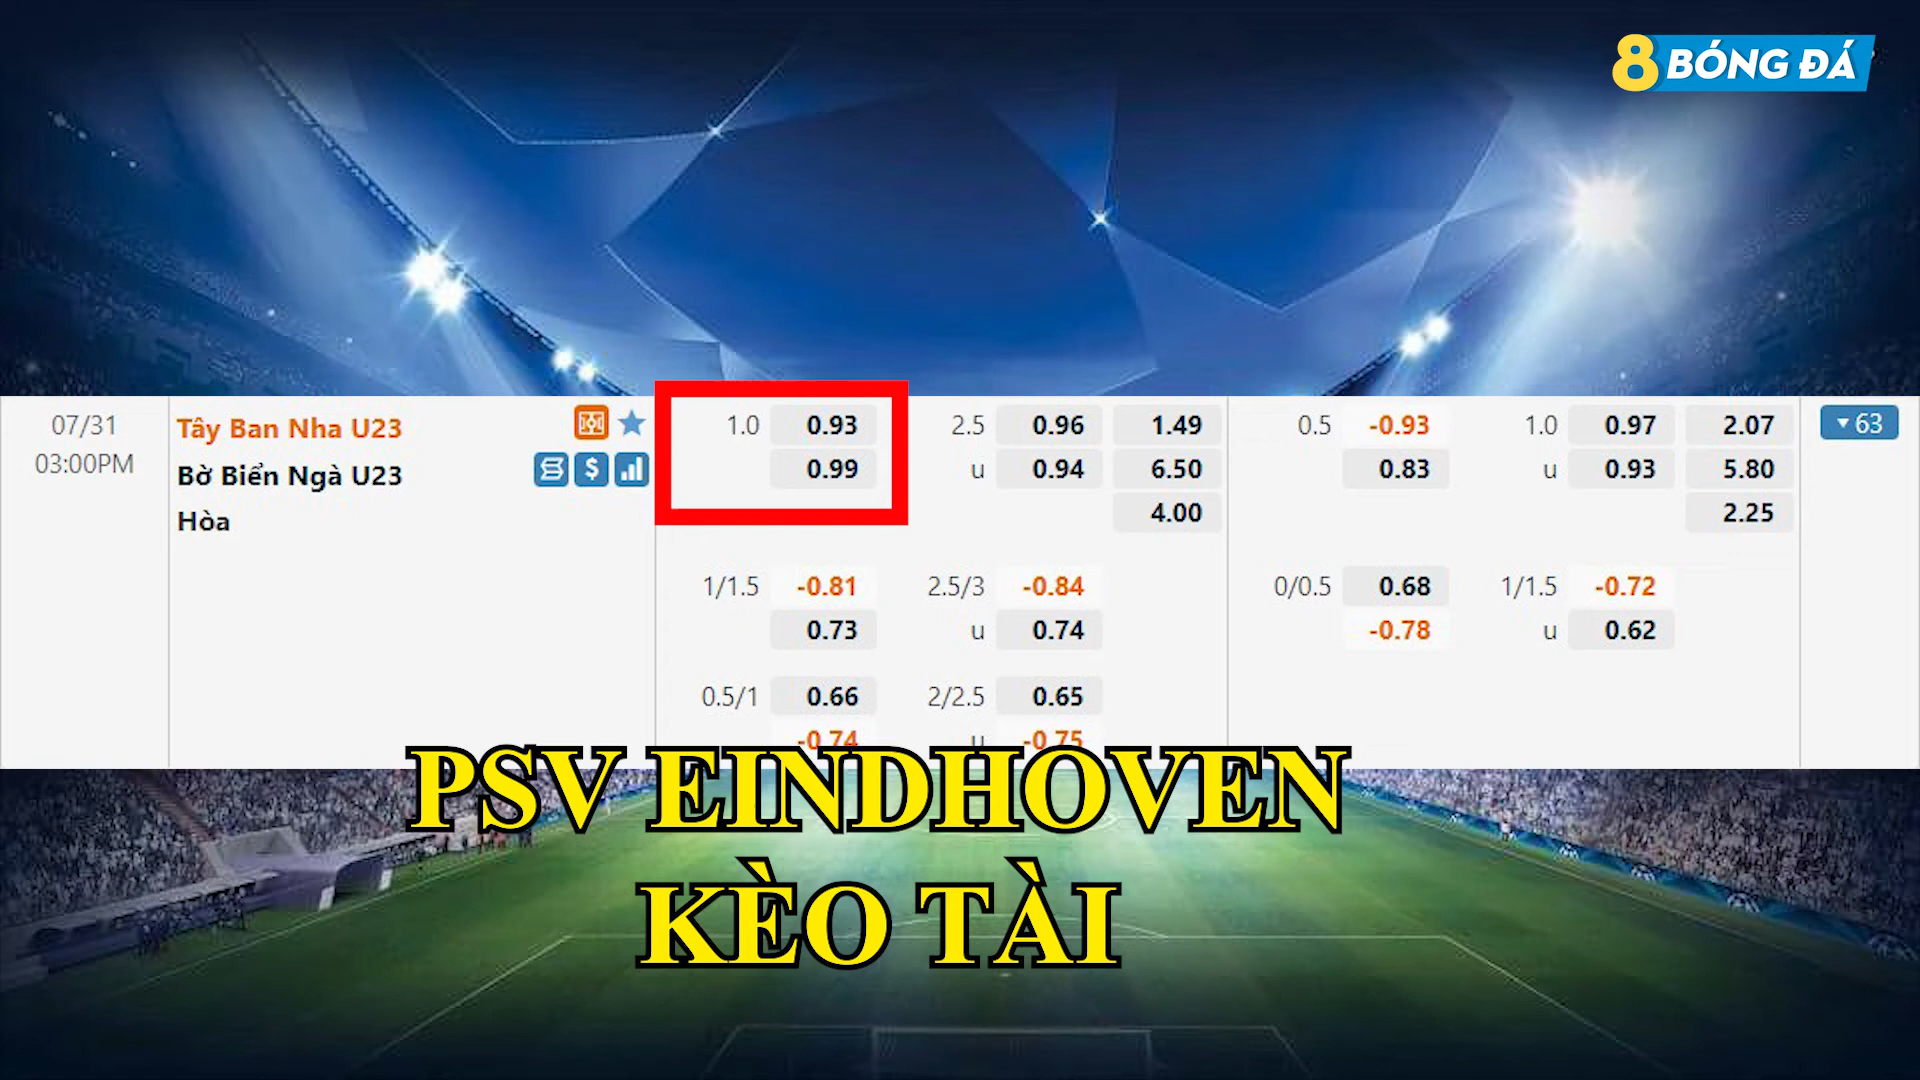 8 BÓNG ĐÁ
07/31 Tây Ban Nha U23 1.0 0.93 2.5 0.96 1.49 0.5 -0.93 1.0 0.97 2.07 63
03:00PM Bờ Biển Ngà U23 $ 0.99 u 0.94 6.50 0.83 u 0.93 5.80
Hòa 4.00 2.25
1/1.5 -0.81 2.5/3 -0.84 0/0.5 0.68 1/1.5 -0.72
0.73 u 0.74 -0.78 u 0.62
0.5/1 0.66 2/2.5 0.65
-0.74 u -0.75
PSV EINDHOVEN
KÈO TÀI